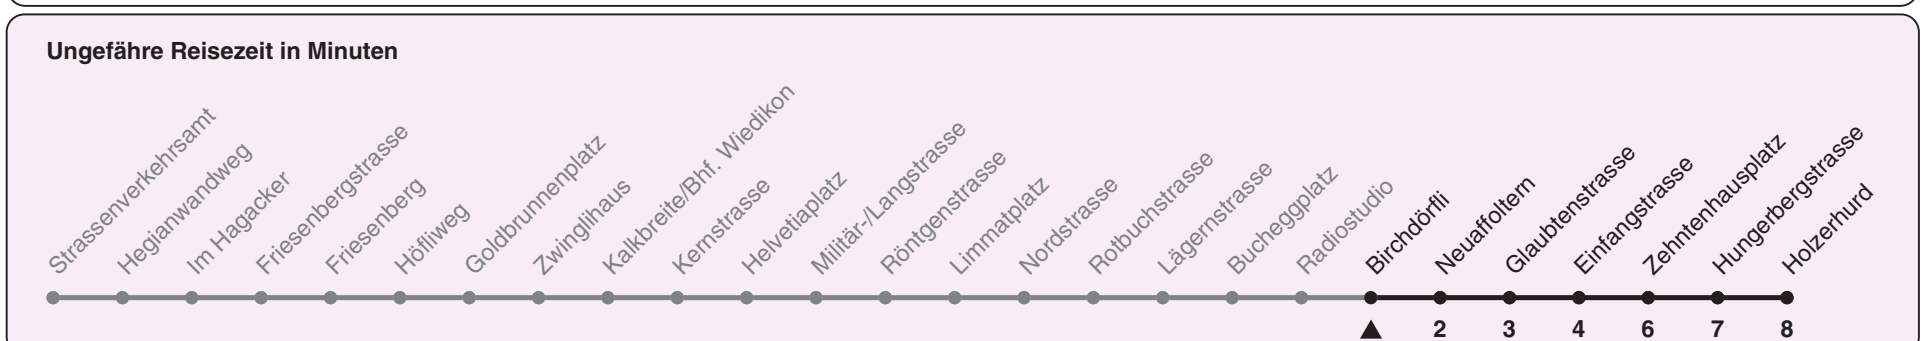 Ungefähre Reisezeit in Minuten
Strassenverkehrsamt
Hegianwandweg
Im Hagacker
Friesenbergstrasse
Friesenberg
Höfliweg
Goldbrunnenplatz
Zwinglihaus
Kalkbreite/Bhf. Wiedikon
Kernstrasse
Helvetiaplatz
Militär-/Langstrasse
Röntgenstrasse
Limmatplatz
Nordstrasse
Rotbuchstrasse
Lägernstrasse
Bucheggplatz
Radiostudio
Birchdörfli
Neuaffoltern
Glaubtenstrasse
Einfangstrasse
Zehntenhausplatz
Hungerbergstrasse
Holzerhurd
2 3 4 6 7 8